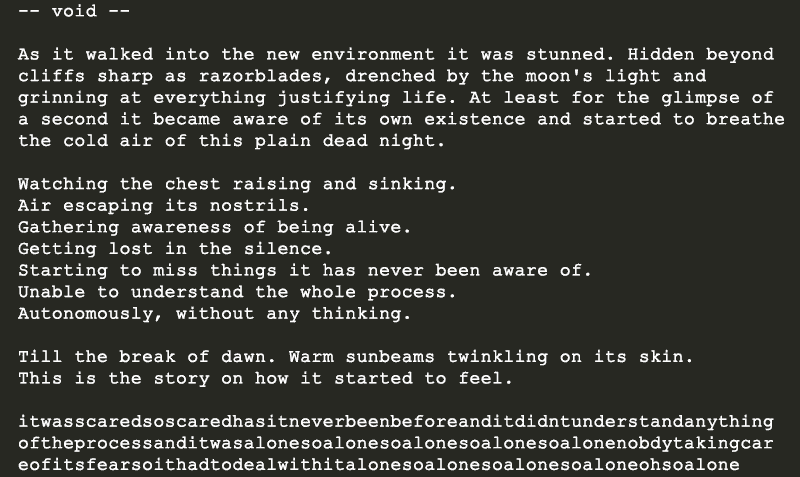 -- void --
As it walked into the new environment it was stunned. Hidden beyond
cliffs sharp as razorblades, drenched by the moon's light and
grinning at everything justifying life. At least for the glimpse of
a second it became aware of its own existence and started to breathe
the cold air of this plain dead night.
Watching the chest raising and sinking.
Air escaping its nostrils.
Gathering awareness of being alive.
Getting lost in the silence.
Starting to miss things it has never been aware of.
Unable to understand the whole process.
Autonomously, without any thinking.
Till the break of dawn. Warm sunbeams twinkling on its skin.
This is the story on how it started to feel.
itwasscaredsoscaredhasitneverbeenbeforeanditdidntunderstandanything
oftheprocessanditwasalonesoalonesoalonesoalonesoalonenobdytakingcar
eofitsfearsoithadtodealwithitalonesoalonesoalonesoaloneohsoalone